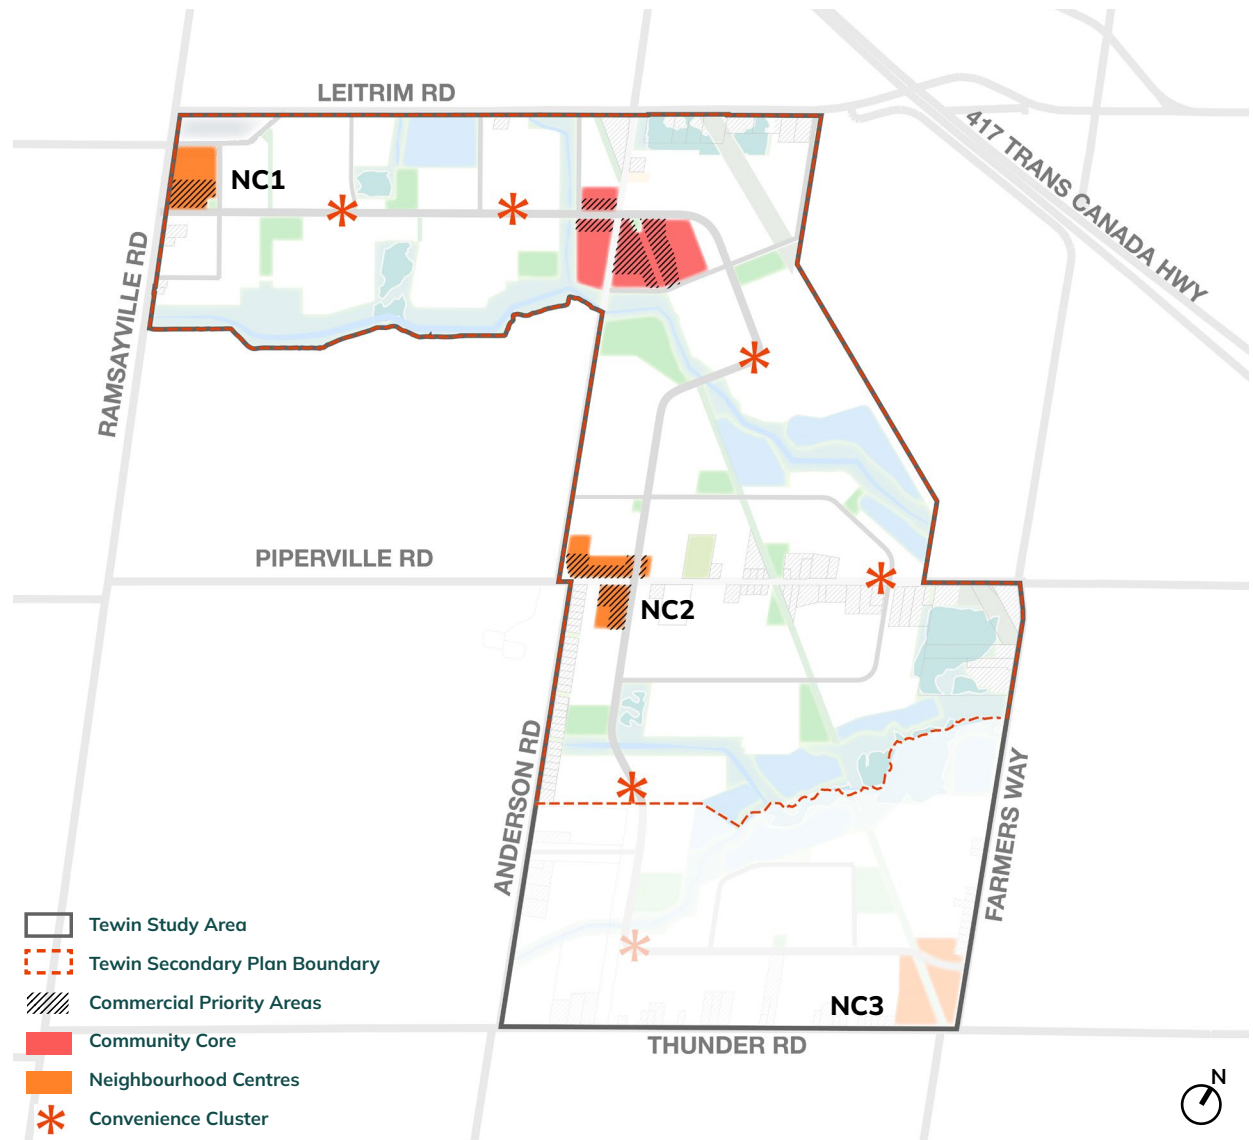 LEITRIM RD
417 TRANS CANADA HWY
NC1
RAMSAYVILLE RD
PIPERVILLE RD
NC2
ANDERSON RD
FARMERS WAY
NC3
THUNDER RD
Tewin Study Area
Tewin Secondary Plan Boundary
Commercial Priority Areas
Community Core
Neighbourhood Centres
Convenience Cluster
N